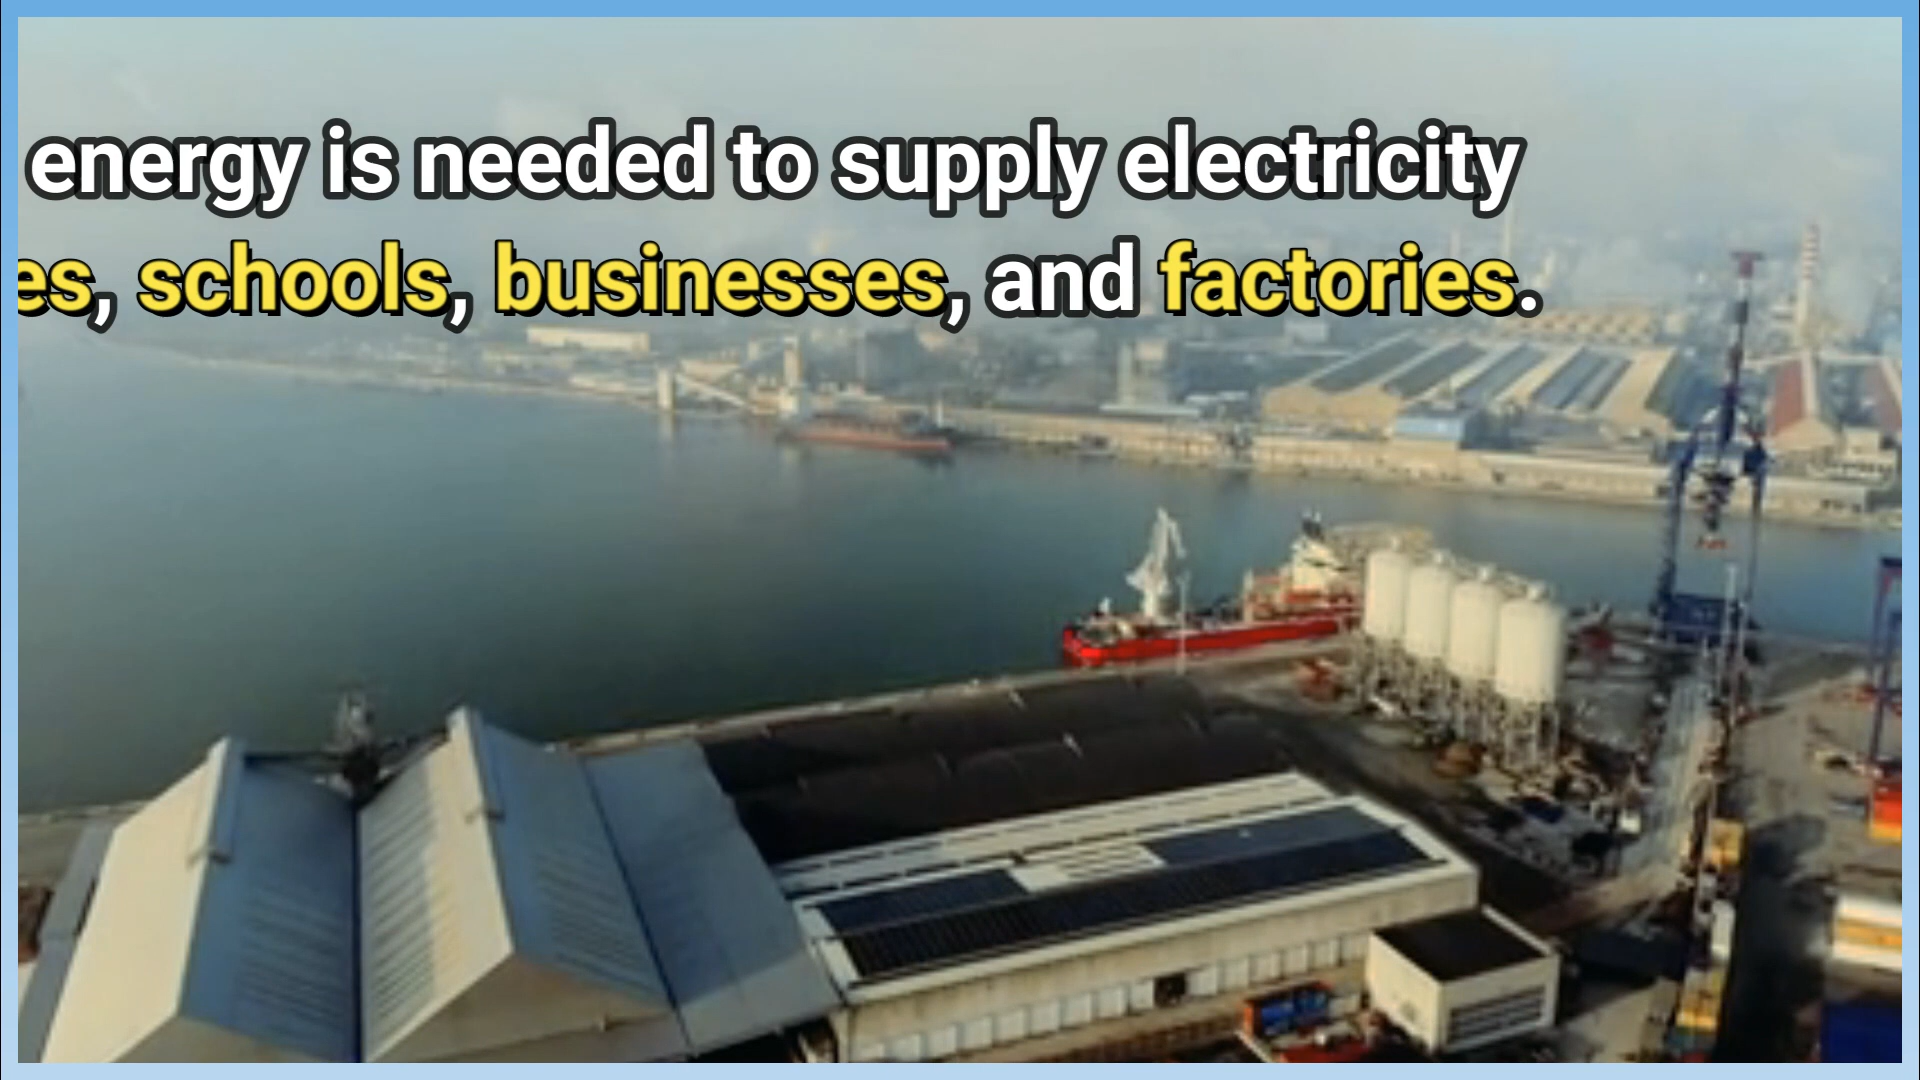 energy is needed to supply electricity
es, schools, businesses, and factories.